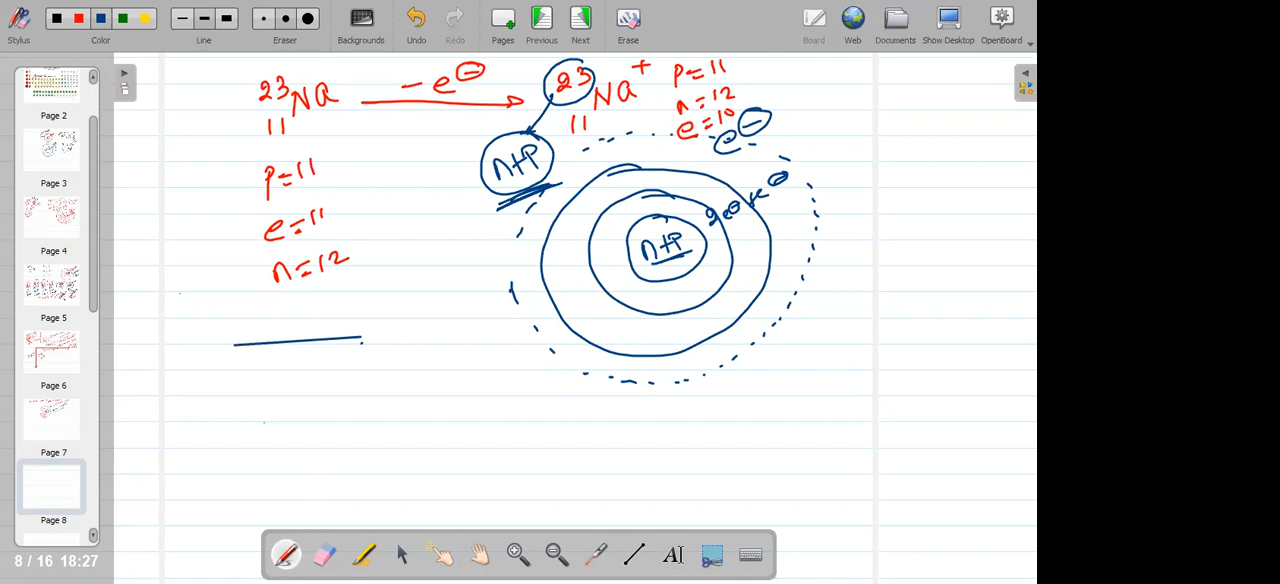 Stylus
Color
Line
Eraser
Backgrounds
Undo
Redo
Pages
Previous
Next
Erase
Board
Web
Documents
Show Desktop
OpenBoard
Page 2
Page 3
Page 4
Page 5
Page 6
Page 7
Page 8
8 / 16 18:27
23 Na 11
- e⊖
23 Na+ 11
p=11
n=12
e=10
p=11
e=11
n=12
n+p
e-
2e⊖
n+p